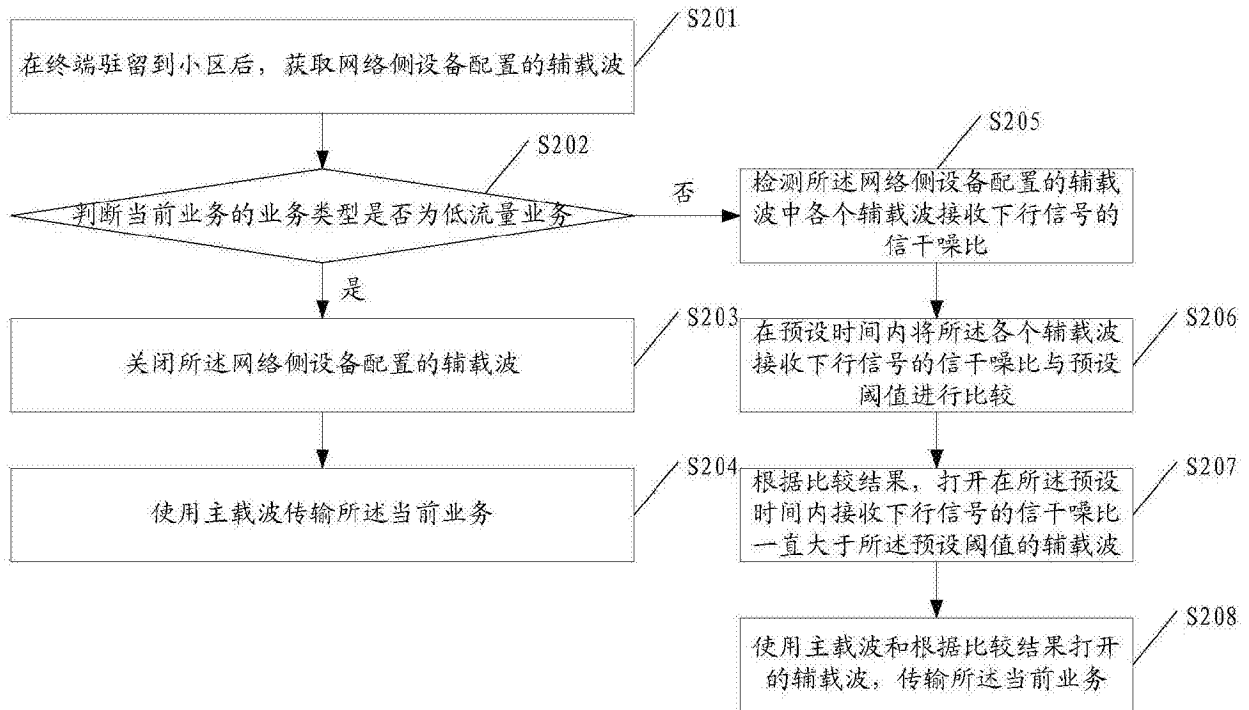 S201
在终端驻留到小区后，获取网络侧设备配置的辅载波
S202
判断当前业务的业务类型是否为低流量业务
否
是
S203
关闭所述网络侧设备配置的辅载波
S204
使用主载波传输所述当前业务
S205
检测所述网络侧设备配置的辅载
波中各个辅载波接收下行信号的
信干噪比
S206
在预设时间内将所述各个辅载波
接收下行信号的信干噪比与预设
阈值进行比较
S207
根据比较结果，打开在所述预设
时间内接收下行信号的信干噪比
一直大于所述预设阈值的辅载波
S208
使用主载波和根据比较结果打开
的辅载波，传输所述当前业务